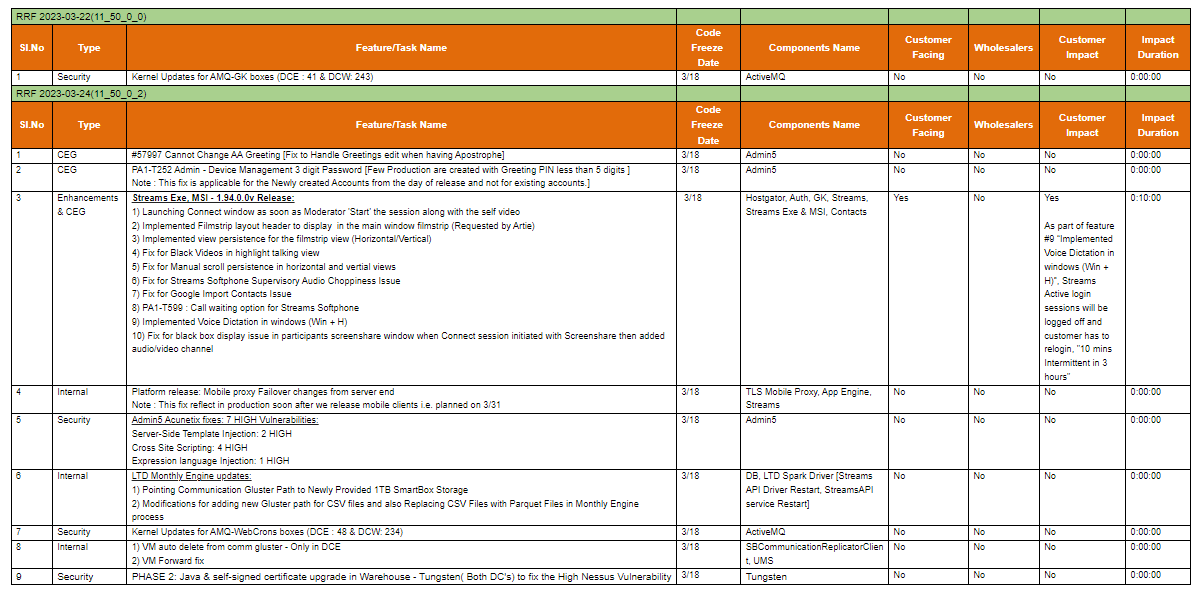 RRF 2023-03-22(11_50_0_0)
Sl.No Type Feature/Task Name Code Freeze Date Components Name Customer Facing Wholesalers Customer Impact Impact Duration
1 Security Kernel Updates for AMQ-GK boxes (DCE : 41 & DCW: 243) 3/18 ActiveMQ No No No 0:00:00
RRF 2023-03-24(11_50_0_2)
Sl.No Type Feature/Task Name Code Freeze Date Components Name Customer Facing Wholesalers Customer Impact Impact Duration
1 CEG #57997 Cannot Change AA Greeting [Fix to Handle Greetings edit when having Apostrophe] 3/18 Admin5 No No No 0:00:00
2 CEG PA1-T252 Admin - Device Management 3 digit Password [Few Production are created with Greeting PIN less than 5 digits ] 3/18 Admin5 No No No 0:00:00
Note : This fix is applicable for the Newly created Accounts from the day of release and not for existing accounts.]
3 Enhancements & CEG
Streams Exe, MSI - 1.94.0.0v Release:
1) Launching Connect window as soon as Moderator 'Start' the session along with the self video
2) Implemented Filmstrip layout header to display in the main window filmstrip (Requested by Artie)
3) Implemented view persistence for the filmstrip view (Horizontal/Vertical)
4) Fix for Black Videos in highlight talking view
5) Fix for Manual scroll persistence in horizontal and vertial views
6) Fix for Streams Softphone Supervisory Audio Choppiness Issue
7) Fix for Google Import Contacts Issue
8) PA1-T599 : Call waiting option for Streams Softphone
9) Implemented Voice Dictation in windows (Win + H)
10) Fix for black box display issue in participants screenshare window when Connect session initiated with Screenshare then added
audio/video channel
3/18
Hostgator, Auth, GK, Streams,
Streams Exe & MSI, Contacts
Yes
No
Yes
As part of feature
#9 "Implemented
Voice Dictation in
windows (Win +
H)", Streams
Active login
sessions will be
logged off and
customer has to
relogin, "10 mins
Intermittent in 3
hours"
0:10:00
4 Internal Platform release: Mobile proxy Failover changes from server end
Note : This fix reflect in production soon after we release mobile clients i.e. planned on 3/31
3/18
TLS Mobile Proxy, App Engine,
Streams
No No No 0:00:00
5 Security Admin5 Acunetix fixes: 7 HIGH Vulnerabilities:
Server-Side Template Injection: 2 HIGH
Cross Site Scripting: 4 HIGH
Expression language Injection: 1 HIGH
3/18 Admin5 No No No 0:00:00
6 Internal LTD Monthly Engine updates:
1) Pointing Communication Gluster Path to Newly Provided 1TB SmartBox Storage
2) Modifications for adding new Gluster path for CSV files and also Replacing CSV Files with Parquet Files in Monthly Engine
process
3/18
DB, LTD Spark Driver [Streams
API Driver Restart, StreamsAPI
service Restart]
No No No 0:00:00
7 Security Kernel Updates for AMQ-WebCrons boxes (DCE : 48 & DCW: 234) 3/18 ActiveMQ No No No 0:00:00
8 Internal 1) VM auto delete from comm gluster - Only in DCE
2) VM Forward fix
3/18
SBCommunicationReplicatorClien
t, UMS
No No No 0:00:00
9 Security PHASE 2: Java & self-signed certificate upgrade in Warehouse - Tungsten( Both DC's) to fix the High Nessus Vulnerability 3/18 Tungsten No No No 0:00:00